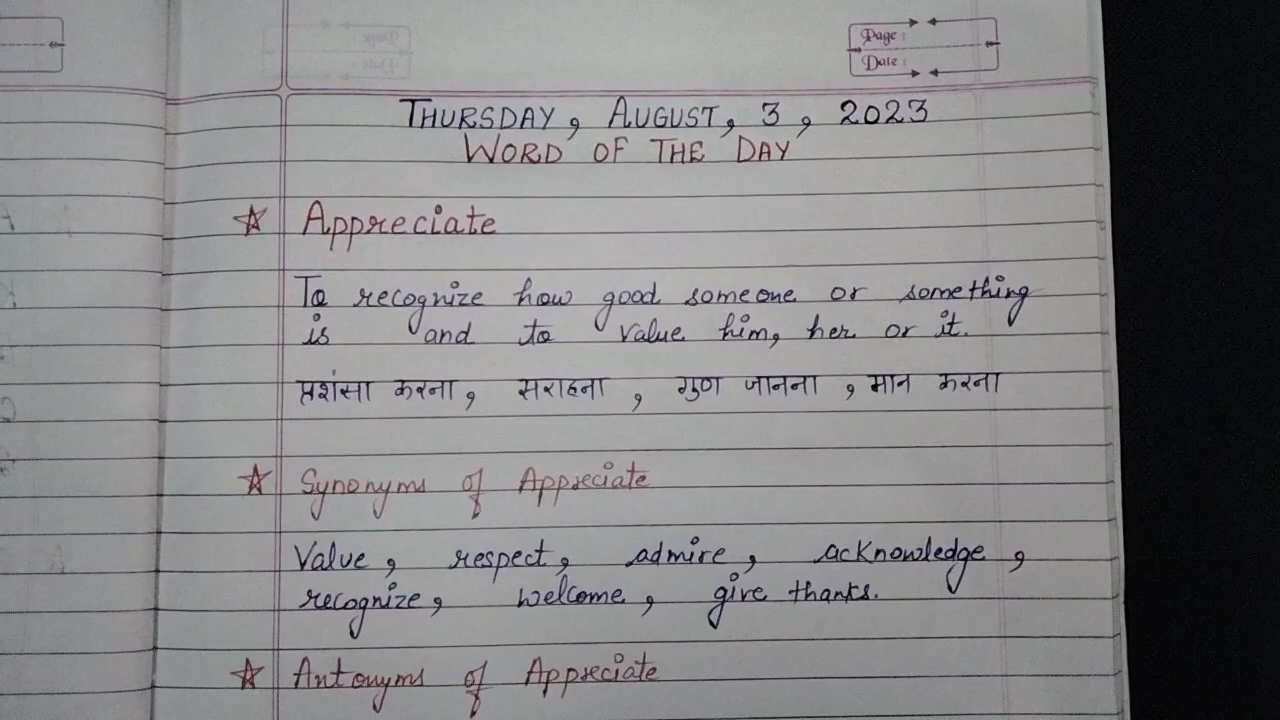 Page :
Date :
THURSDAY, AUGUST, 3, 2023
WORD OF THE DAY
☆ Appreciate
To recognize how good someone or something
is and to value him, her or it.
प्रशंसा करना, सराहना, गुण जानना, मान करना
☆ Synonyms of Appreciate
Value, respect, admire, acknowledge,
recognize, welcome, give thanks.
☆ Antonyms of Appreciate